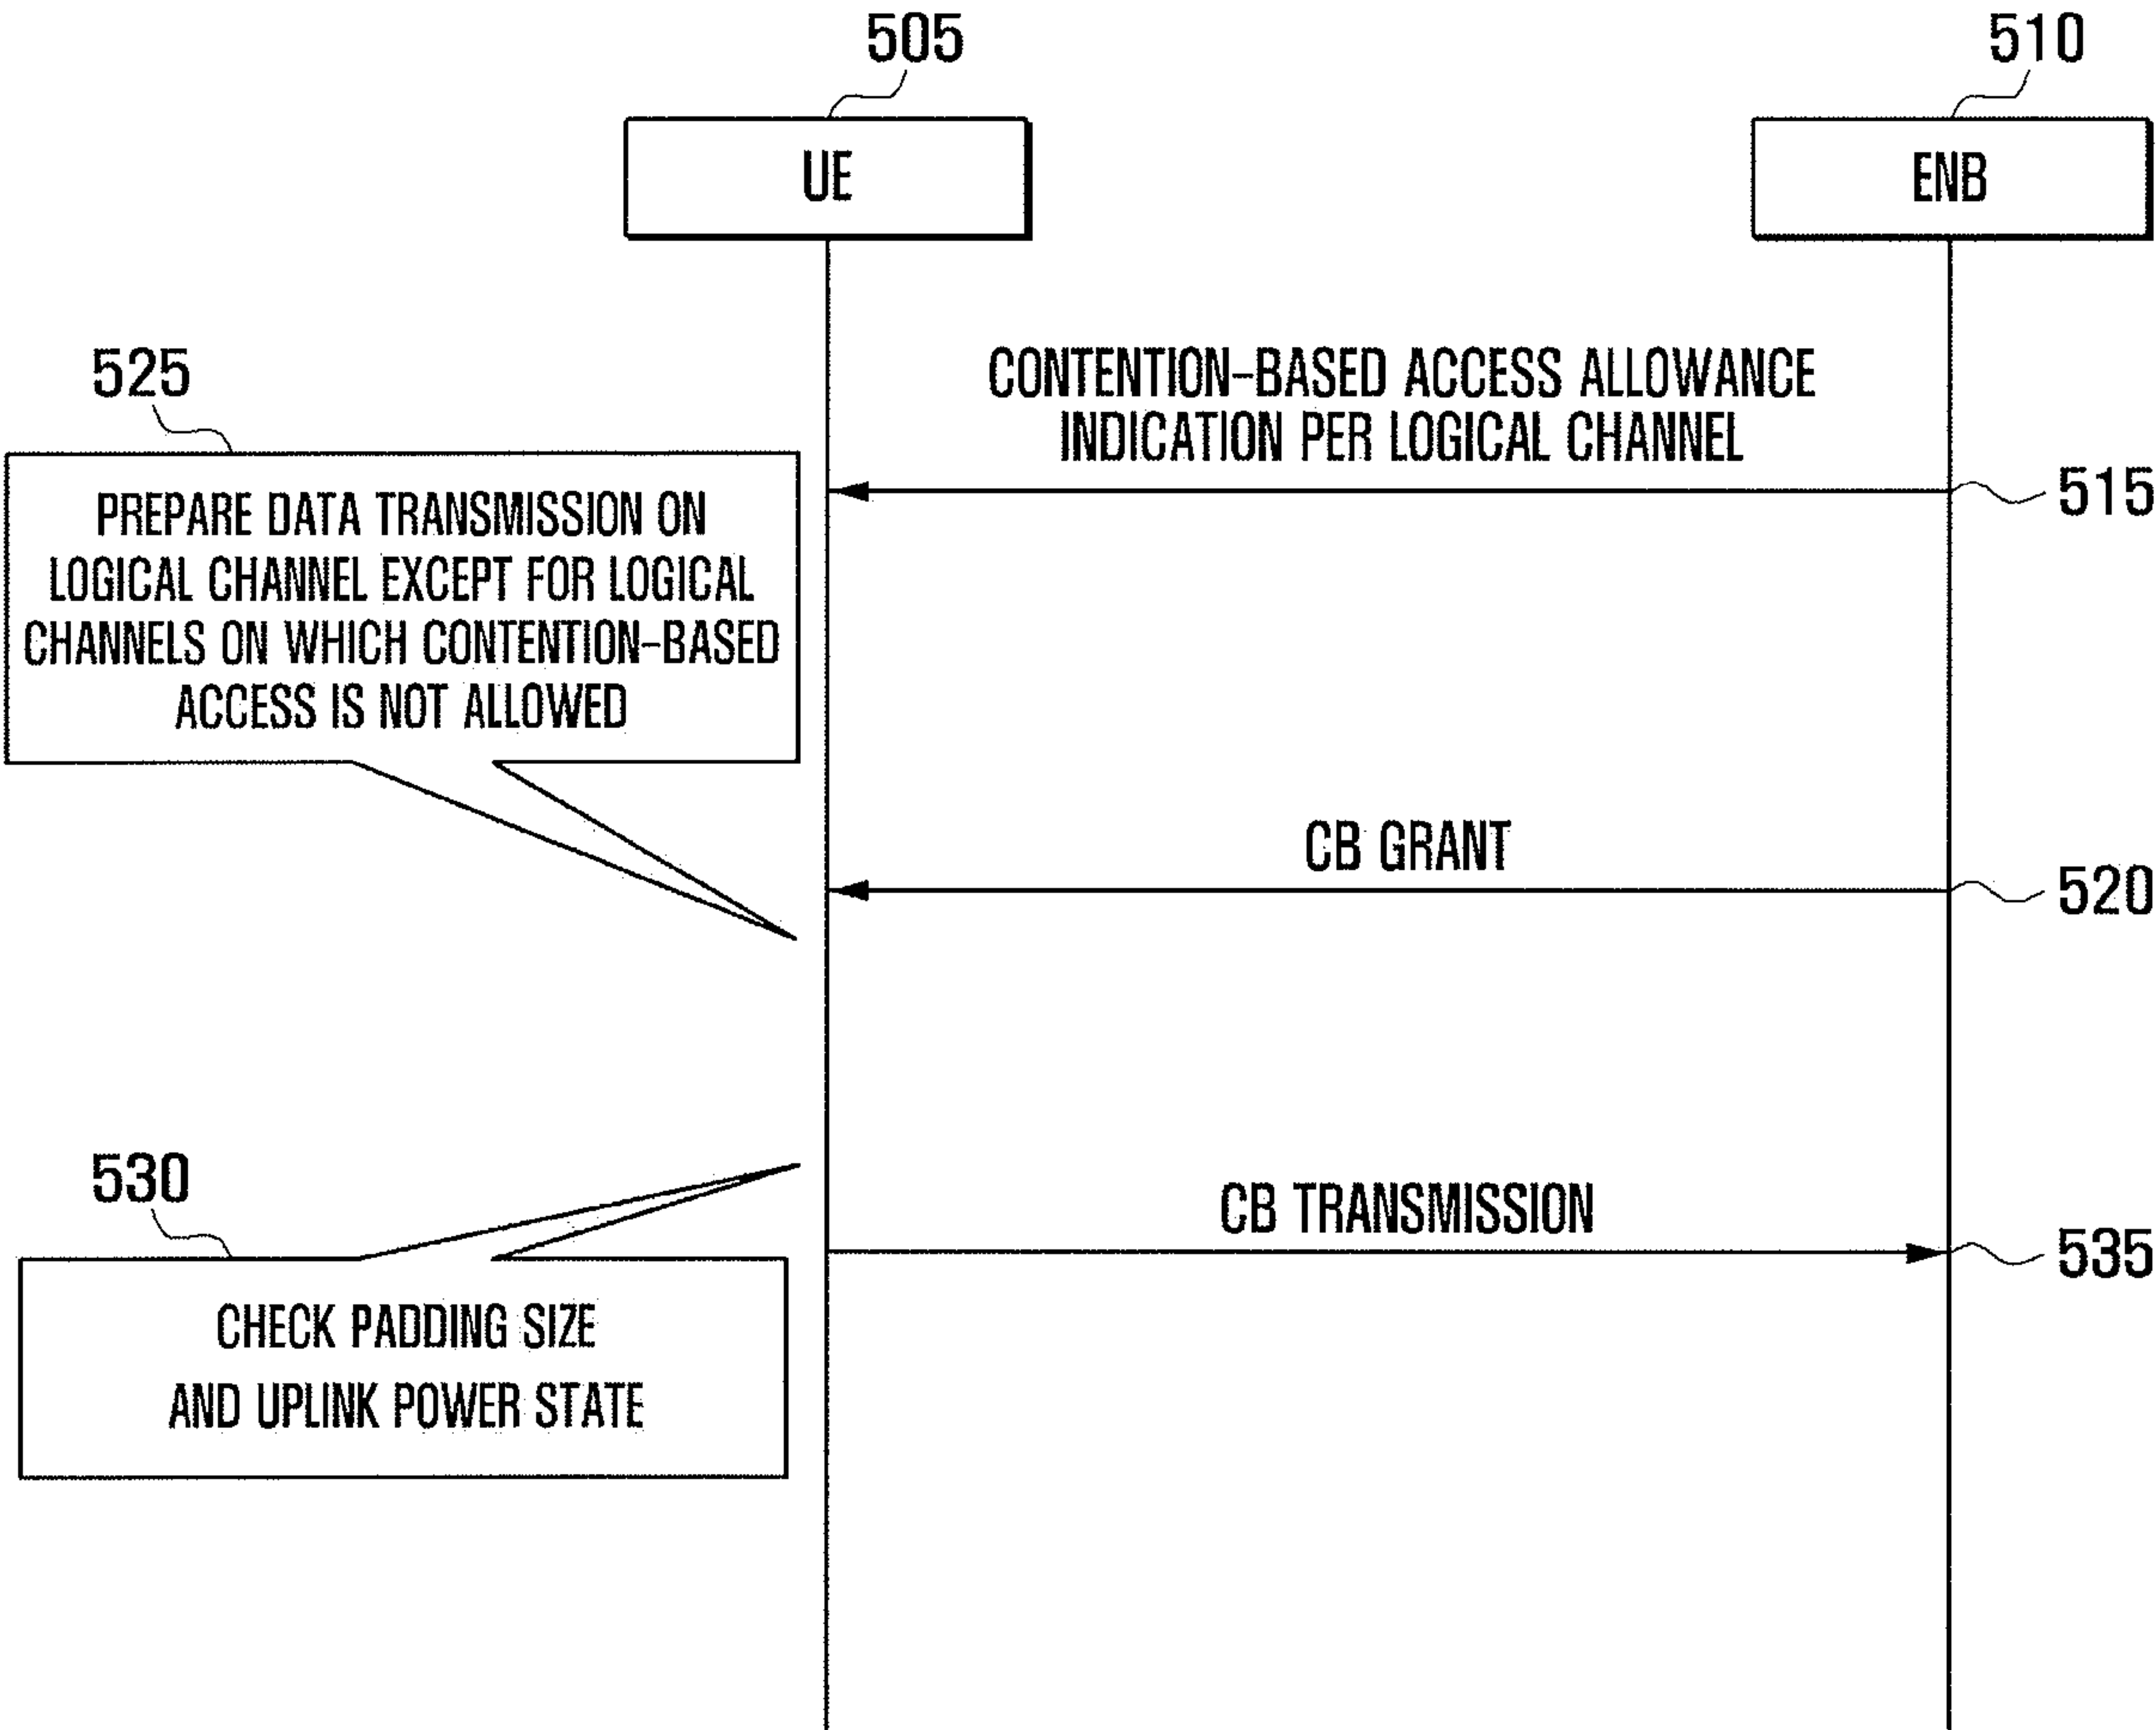 505
510
UE
ENB
CONTENTION-BASED ACCESS ALLOWANCE
INDICATION PER LOGICAL CHANNEL
515
525
PREPARE DATA TRANSMISSION ON
LOGICAL CHANNEL EXCEPT FOR LOGICAL
CHANNELS ON WHICH CONTENTION-BASED
ACCESS IS NOT ALLOWED
CB GRANT
520
530
CB TRANSMISSION
535
CHECK PADDING SIZE
AND UPLINK POWER STATE